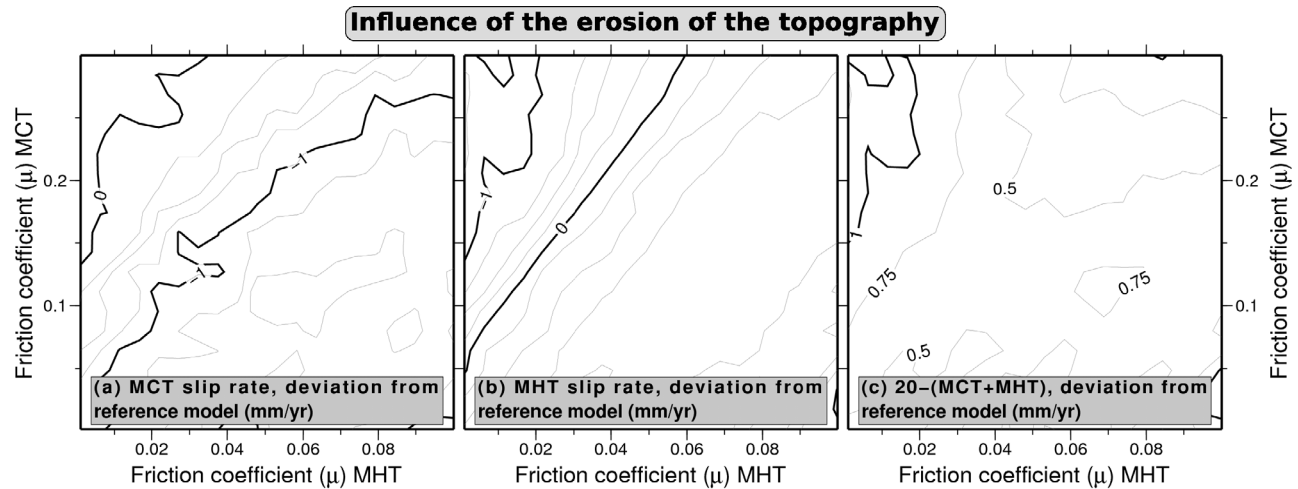 Influence of the erosion of the topography
Friction coefficient (μ) MCT
0.2
0.1
0
−1
−1
(a) MCT slip rate, deviation from
reference model (mm/yr)
0.02
0.04
0.06
0.08
Friction coefficient (μ) MHT
−1
0
(b) MHT slip rate, deviation from
reference model (mm/yr)
0.02
0.04
0.06
0.08
Friction coefficient (μ) MHT
1
0.5
0.75
0.75
0.5
(c) 20−(MCT+MHT), deviation from
reference model (mm/yr)
0.02
0.04
0.06
0.08
Friction coefficient (μ) MHT
0.2
0.1
Friction coefficient (μ) MCT